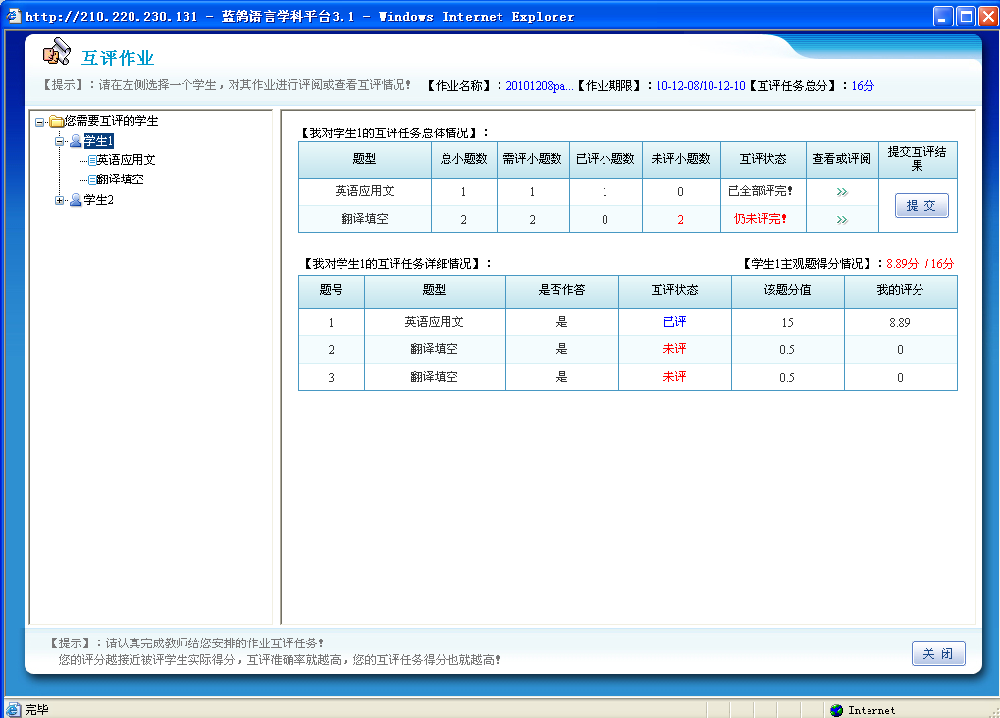 http://210.220.230.131 - 蓝鸽语言学科平台3.1 - Windows Internet Explorer
互评作业
【提示】：请在左侧选择一个学生，对其作业进行评阅或查看互评情况！ 【作业名称】：20101208pa... 【作业期限】：10-12-08/10-12-10 【互评任务总分】：16分
您需要互评的学生
学生1
英语应用文
翻译填空
学生2
【我对学生1的互评任务总体情况】：
题型 总小题数 需评小题数 已评小题数 未评小题数 互评状态 查看或评阅 提交互评结果
英语应用文 1 1 1 0 已全部评完！ >>
翻译填空 2 2 0 2 仍未评完！ >>
提 交
【我对学生1的互评任务详细情况】： 【学生1主观题得分情况】：8.89分 /16分
题号 题型 是否作答 互评状态 该题分值 我的评分
1 英语应用文 是 已评 15 8.89
2 翻译填空 是 未评 0.5 0
3 翻译填空 是 未评 0.5 0
【提示】：请认真完成教师给您安排的作业互评任务！
您的评分越接近被评学生实际得分，互评准确率就越高，您的互评任务得分也就越高！
关 闭
完毕 Internet